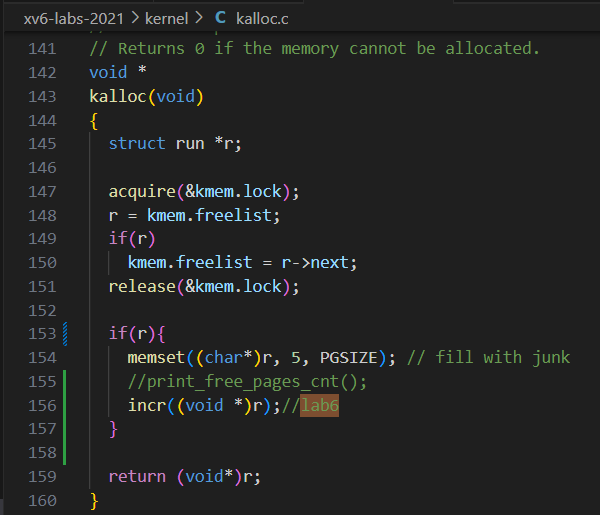 xv6-labs-2021 > kernel > C kalloc.c
141 // Returns 0 if the memory cannot be allocated.
142 void *
143 kalloc(void)
144 {
145   struct run *r;
146
147   acquire(&kmem.lock);
148   r = kmem.freelist;
149   if(r)
150     kmem.freelist = r->next;
151   release(&kmem.lock);
152
153   if(r){
154     memset((char*)r, 5, PGSIZE); // fill with junk
155     //print_free_pages_cnt();
156     incr((void *)r);//lab6
157   }
158
159   return (void*)r;
160 }